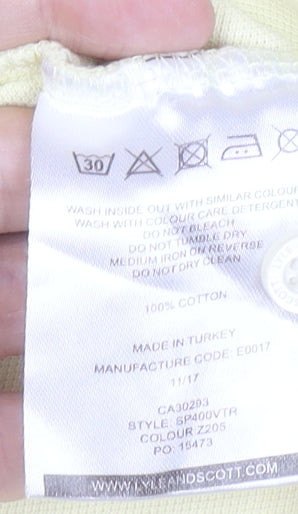 30
WASH INSIDE OUT WITH SIMILAR COLOUR
WASH WITH COLOUR CARE DETERGENT
DO NOT BLEACH
DO NOT TUMBLE DRY
MEDIUM IRON ON REVERSE
DO NOT DRY CLEAN
100% COTTON
MADE IN TURKEY
MANUFACTURE CODE: E0017
11/17
CA30293
STYLE: SP400VTR
COLOUR Z205
PO: 15473
WWW.LYLEANDSCOTT.COM